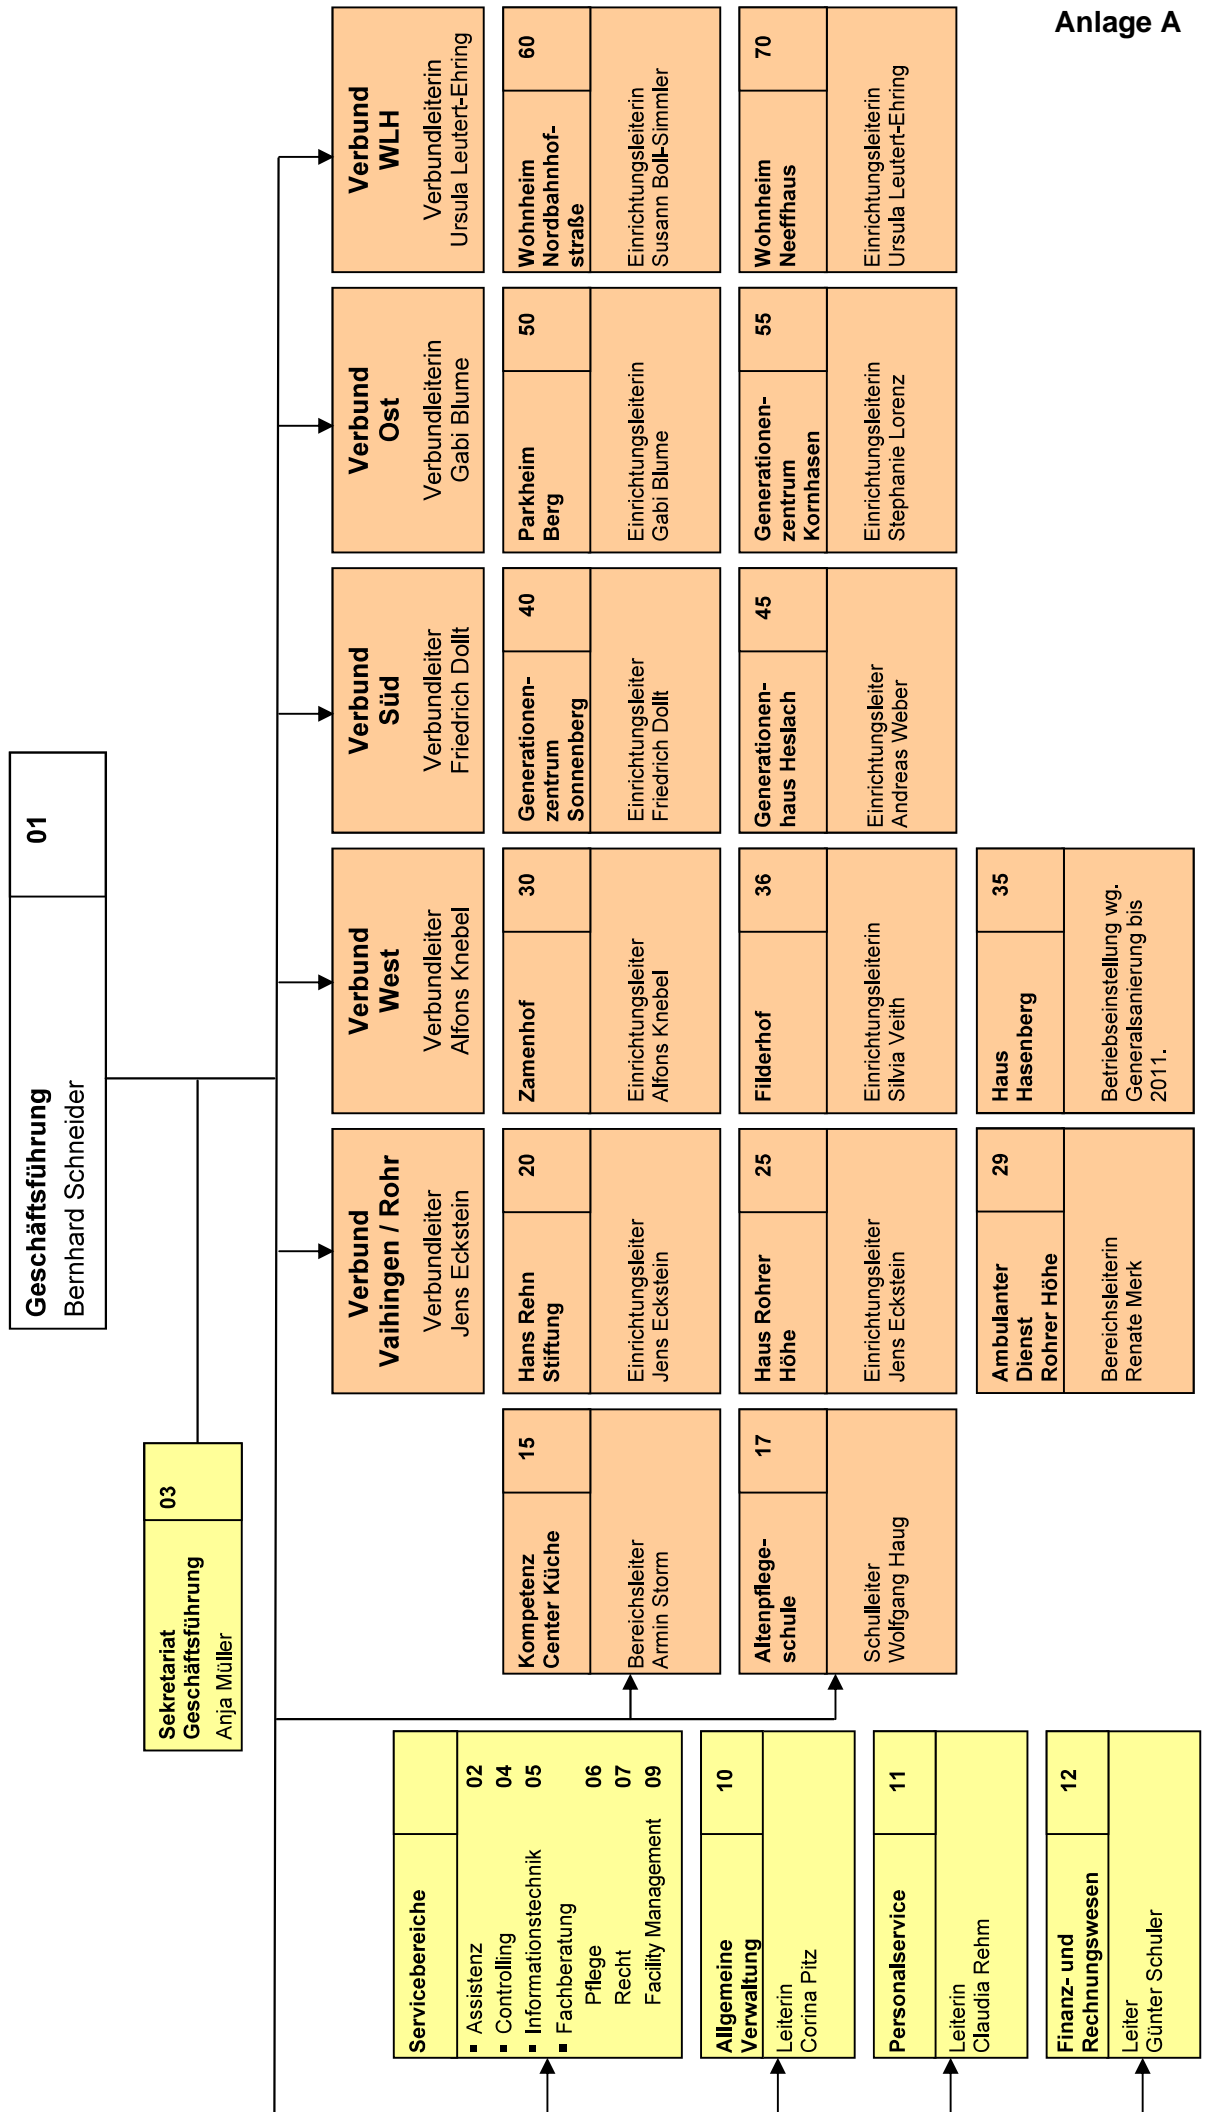 Anlage A
Geschäftsführung
01
Bernhard Schneider
Sekretariat
Geschäftsführung
03
Anja Müller
Servicebereiche
▪ Assistenz 02
▪ Controlling 04
▪ Informationstechnik 05
▪ Fachberatung
Pflege 06
Recht 07
Facility Management 09
Allgemeine
Verwaltung
10
Leiterin
Corina Pitz
Personalservice
11
Leiterin
Claudia Rehm
Finanz- und
Rechnungswesen
12
Leiter
Günter Schuler
Kompetenz
Center Küche
15
Bereichsleiter
Armin Storm
Altenpflege-
schule
17
Schulleiter
Wolfgang Haug
Verbund
Vaihingen / Rohr
Verbundleiter
Jens Eckstein
Hans Rehn
Stiftung
20
Einrichtungsleiter
Jens Eckstein
Haus Rohrer
Höhe
25
Einrichtungsleiter
Jens Eckstein
Ambulanter
Dienst
Rohrer Höhe
29
Bereichsleiterin
Renate Merk
Verbund
West
Verbundleiter
Alfons Knebel
Zamenhof
30
Einrichtungsleiter
Alfons Knebel
Filderhof
36
Einrichtungsleiterin
Silvia Veith
Haus
Hasenberg
35
Betriebseinstellung wg.
Generalsanierung bis
2011.
Verbund
Süd
Verbundleiter
Friedrich Dollt
Generationen-
zentrum
Sonnenberg
40
Einrichtungsleiter
Friedrich Dollt
Generationen-
haus Heslach
45
Einrichtungsleiter
Andreas Weber
Verbund
Ost
Verbundleiterin
Gabi Blume
Parkheim
Berg
50
Einrichtungsleiterin
Gabi Blume
Generationen-
zentrum
Kornhasen
55
Einrichtungsleiterin
Stephanie Lorenz
Verbund
WLH
Verbundleiterin
Ursula Leutert-Ehring
Wohnheim
Nordbahnhof-
straße
60
Einrichtungsleiterin
Susann Boll-Simmler
Wohnheim
Neeffhaus
70
Einrichtungsleiterin
Ursula Leutert-Ehring